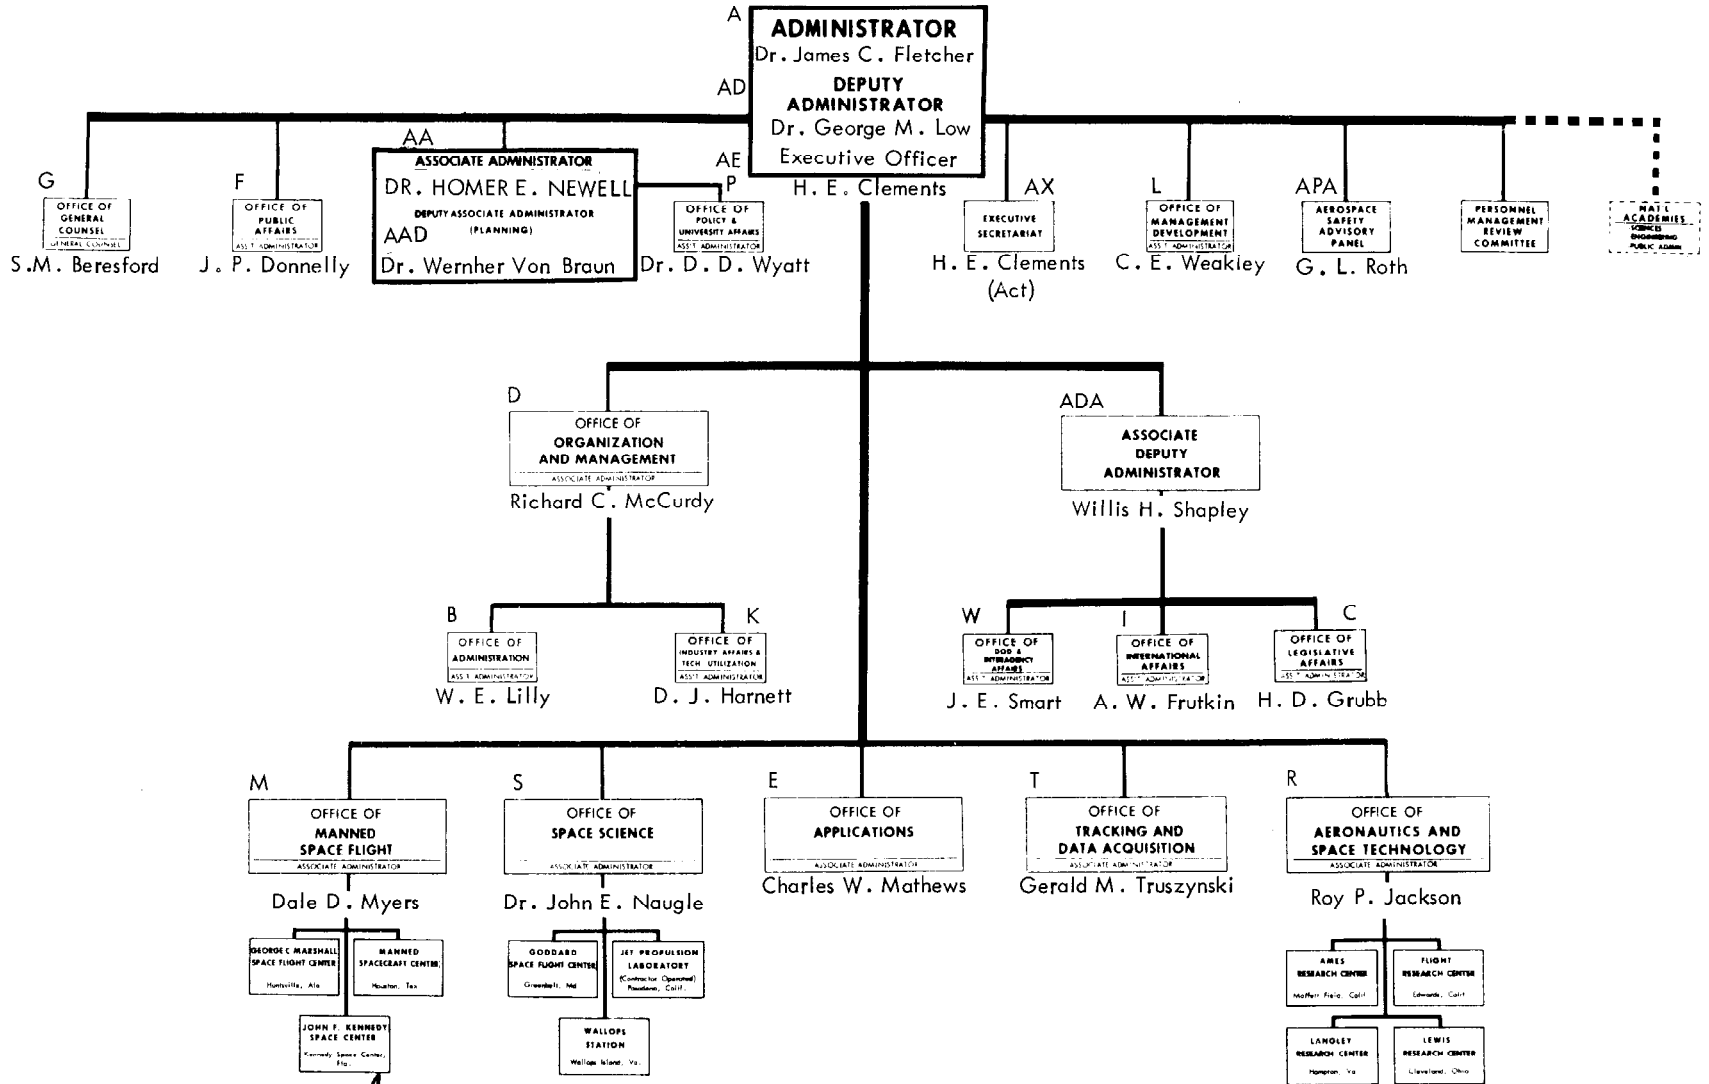 A
ADMINISTRATOR
Dr. James C. Fletcher
AD
DEPUTY
ADMINISTRATOR
Dr. George M. Low
AE
Executive Officer
H. E. Clements
G
OFFICE OF
GENERAL
COUNSEL
GENERAL COUNSEL
S.M. Beresford
F
OFFICE OF
PUBLIC
AFFAIRS
ASS'T ADMINISTRATOR
J. P. Donnelly
AA
ASSOCIATE ADMINISTRATOR
DR. HOMER E. NEWELL
DEPUTY ASSOCIATE ADMINISTRATOR
(PLANNING)
AAD
Dr. Wernher Von Braun
P
OFFICE OF
POLICY &
UNIVERSITY AFFAIRS
ASS'T ADMINISTRATOR
Dr. D. D. Wyatt
AX
EXECUTIVE
SECRETARIAT
H. E. Clements
(Act)
L
OFFICE OF
MANAGEMENT
DEVELOPMENT
ASS'T ADMINISTRATOR
C. E. Weakley
APA
AEROSPACE
SAFETY
ADVISORY
PANEL
G. L. Roth
PERSONNEL
MANAGEMENT
REVIEW
COMMITTEE
NAT'L
ACADEMIES
SCIENCES
ENGINEERING
PUBLIC ADMIN
D
OFFICE OF
ORGANIZATION
AND MANAGEMENT
ASSOCIATE ADMINISTRATOR
Richard C. McCurdy
ADA
ASSOCIATE
DEPUTY
ADMINISTRATOR
Willis H. Shapley
B
OFFICE OF
ADMINISTRATION
ASS'T ADMINISTRATOR
W. E. Lilly
K
OFFICE OF
INDUSTRY AFFAIRS &
TECH UTILIZATION
ASS'T ADMINISTRATOR
D. J. Harnett
W
OFFICE OF
DOD &
INTERAGENCY
AFFAIRS
ASS'T ADMINISTRATOR
J. E. Smart
I
OFFICE OF
INTERNATIONAL
AFFAIRS
ASS'T ADMINISTRATOR
A. W. Frutkin
C
OFFICE OF
LEGISLATIVE
AFFAIRS
ASS'T ADMINISTRATOR
H. D. Grubb
M
OFFICE OF
MANNED
SPACE FLIGHT
ASSOCIATE ADMINISTRATOR
Dale D. Myers
S
OFFICE OF
SPACE SCIENCE
ASSOCIATE ADMINISTRATOR
Dr. John E. Naugle
E
OFFICE OF
APPLICATIONS
ASSOCIATE ADMINISTRATOR
Charles W. Mathews
T
OFFICE OF
TRACKING AND
DATA ACQUISITION
ASSOCIATE ADMINISTRATOR
Gerald M. Truszynski
R
OFFICE OF
AERONAUTICS AND
SPACE TECHNOLOGY
ASSOCIATE ADMINISTRATOR
Roy P. Jackson
GEORGE C MARSHALL
SPACE FLIGHT CENTER
Huntsville, Ala
MANNED
SPACECRAFT CENTER
Houston, Tex
JOHN F. KENNEDY
SPACE CENTER
Kennedy Space Center,
Fla.
GODDARD
SPACE FLIGHT CENTER
Greenbelt, Md
JET PROPULSION
LABORATORY
(Contractor Operated)
Pasadena, Calif.
WALLOPS
STATION
Wallops Island, Va.
AMES
RESEARCH CENTER
Moffett Field, Calif
FLIGHT
RESEARCH CENTER
Edwards, Calif
LANGLEY
RESEARCH CENTER
Hampton, Va
LEWIS
RESEARCH CENTER
Cleveland, Ohio